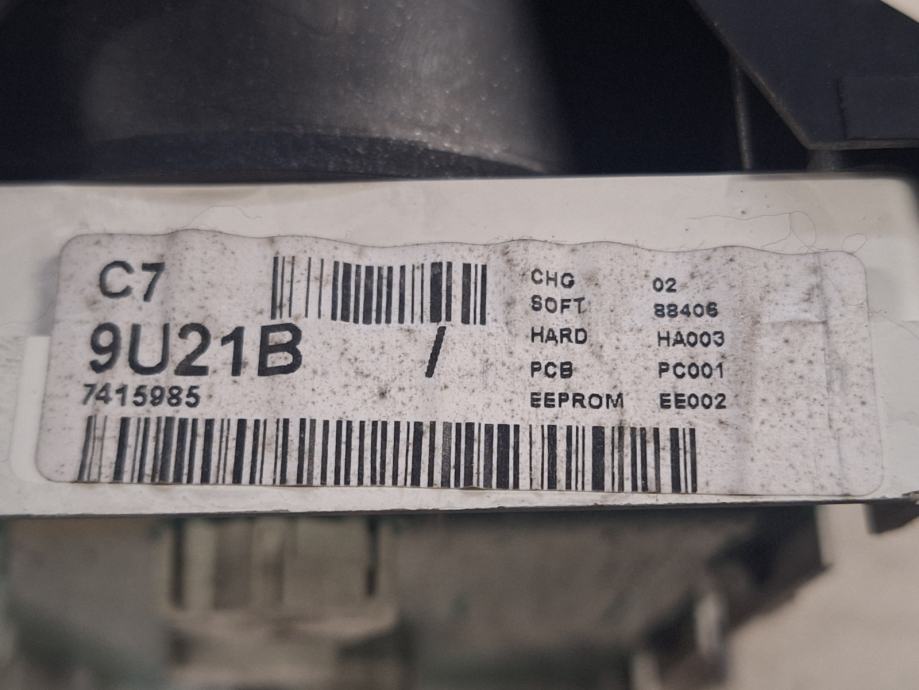 C7
9U21B /
7415985
CHG 02
SOFT 88406
HARD HA003
PCB PC001
EEPROM EE002